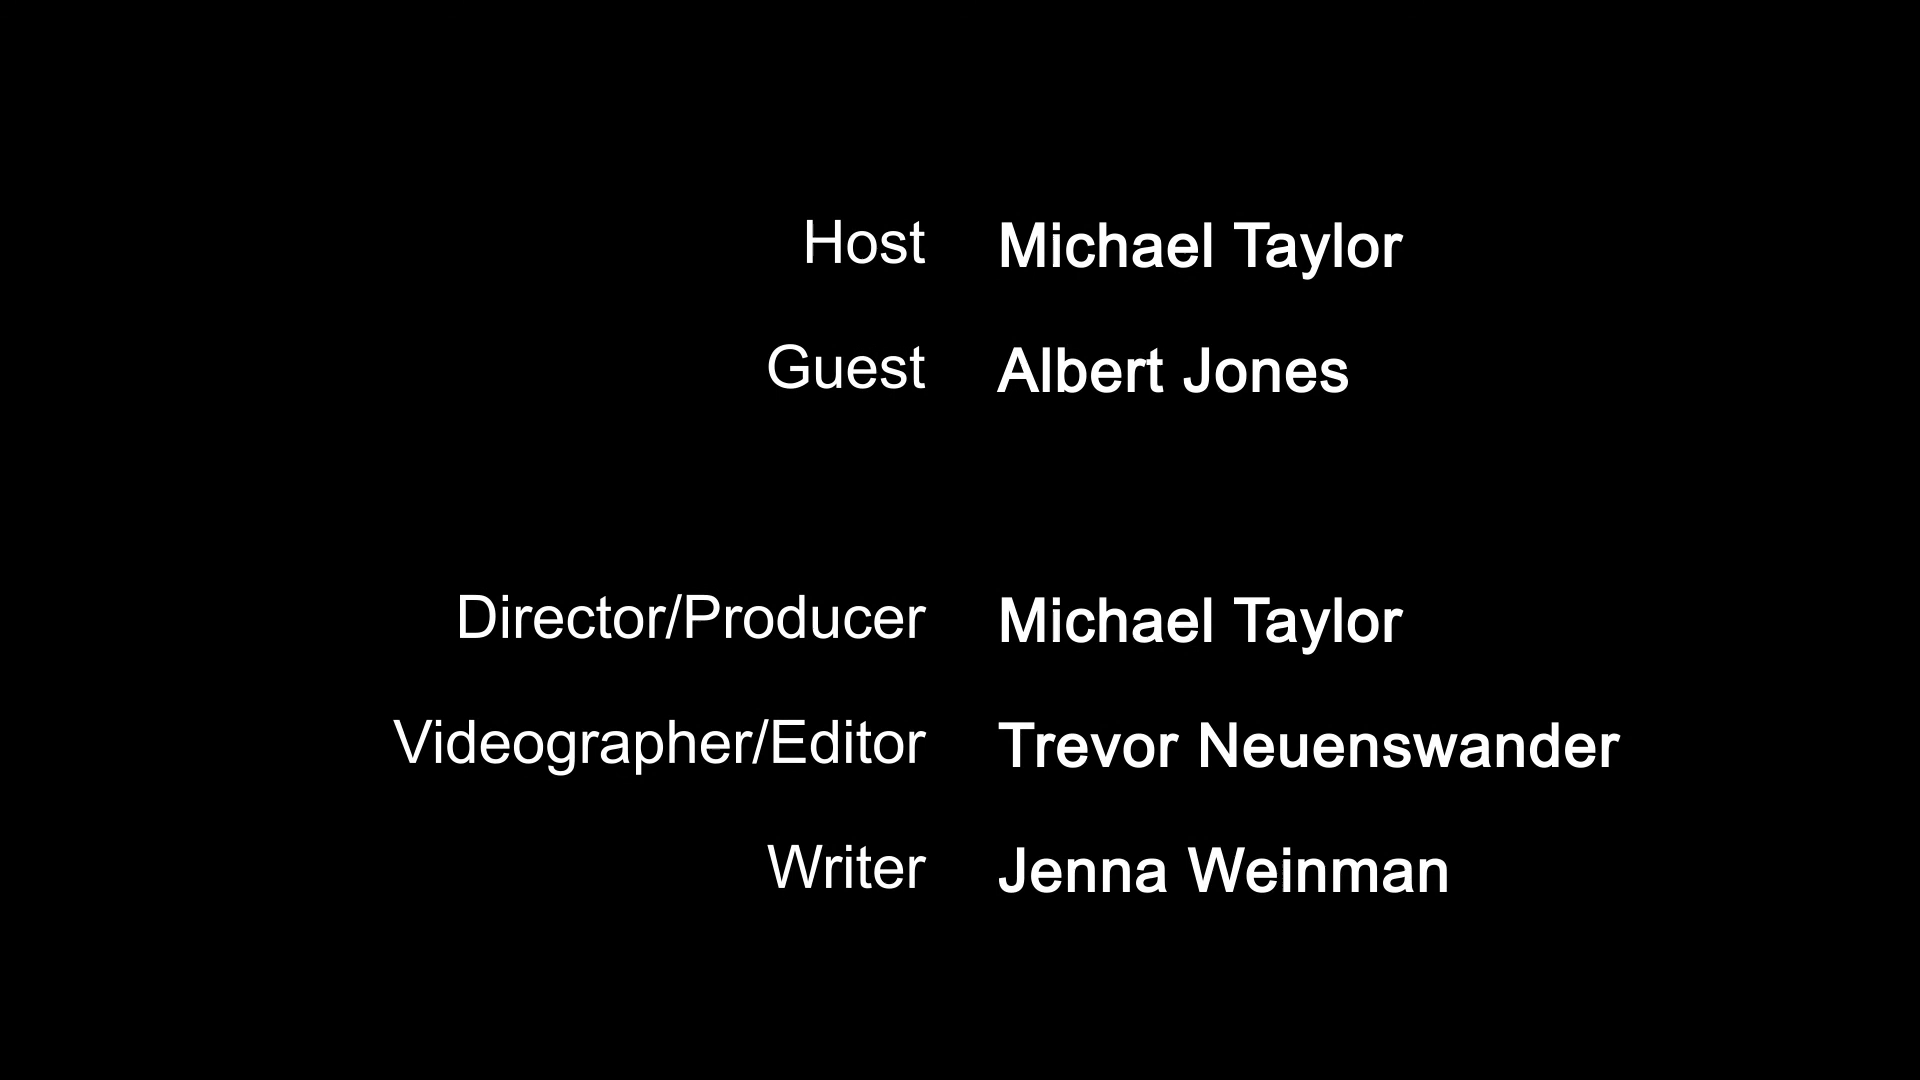 Host Michael Taylor
Guest Albert Jones
Director/Producer Michael Taylor
Videographer/Editor Trevor Neuenswander
Writer Jenna Weinman